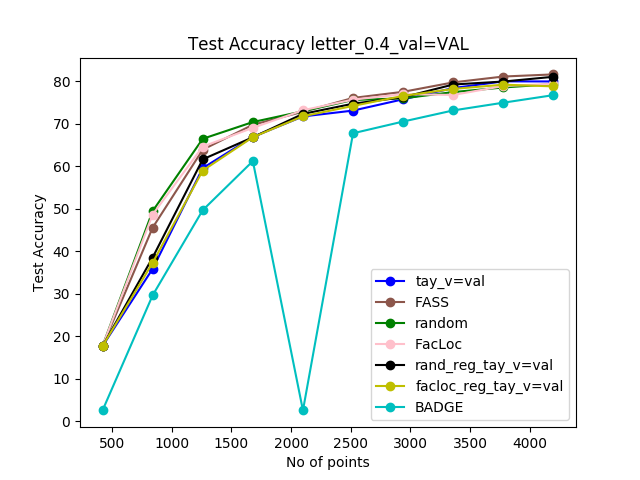 Test Accuracy letter_0.4_val=VAL
Test Accuracy
80
70
60
50
40
30
20
10
0
500 1000 1500 2000 2500 3000 3500 4000
No of points
tay_v=val
FASS
random
FacLoc
rand_reg_tay_v=val
facloc_reg_tay_v=val
BADGE